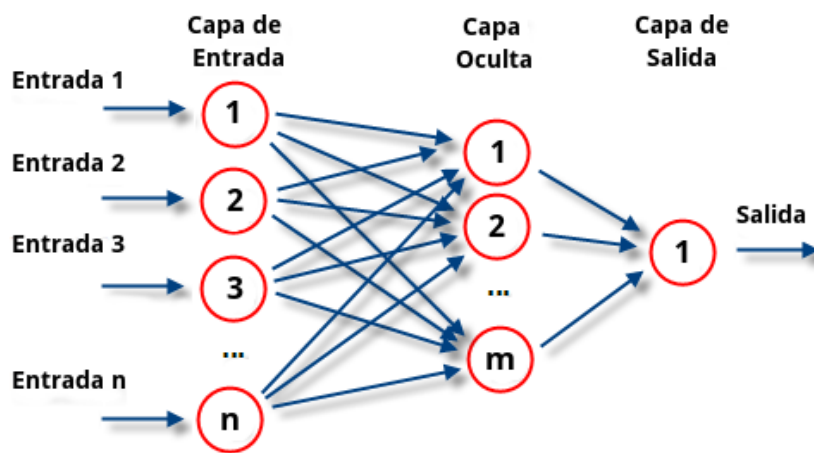 Capa de
Entrada
Capa
Oculta
Capa de
Salida
Entrada 1
1
Entrada 2
2
Entrada 3
3
...
Entrada n
n
1
2
...
m
1
Salida